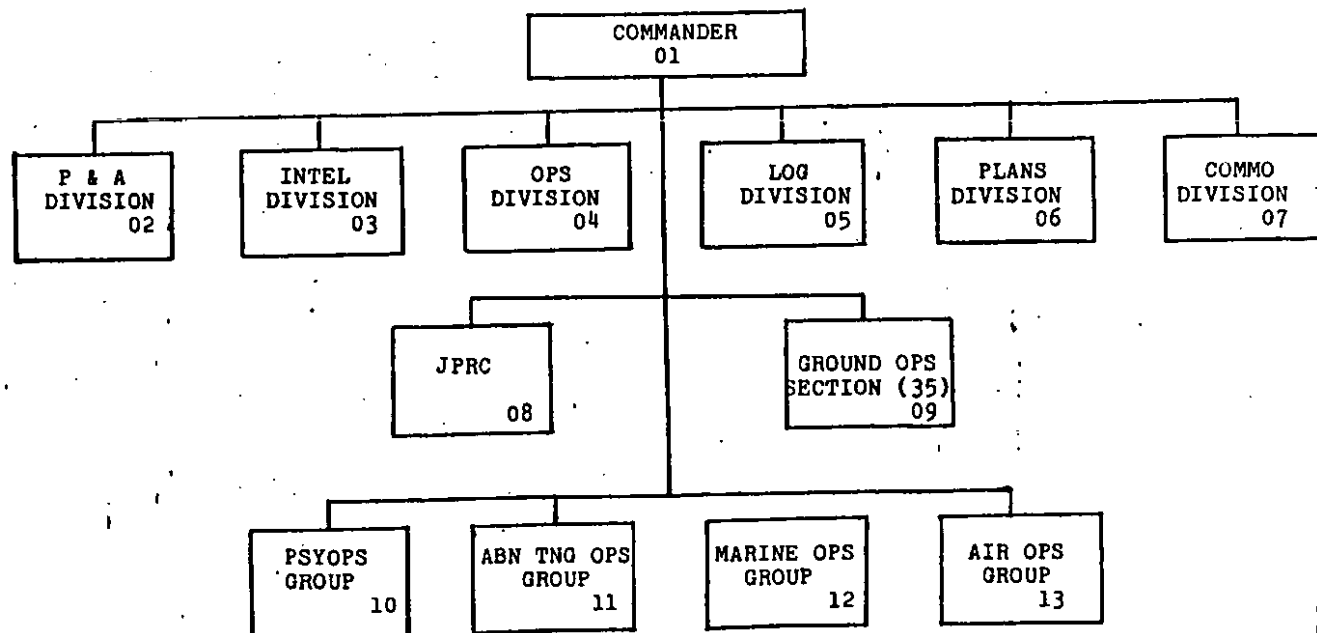 COMMANDER
01
P & A
DIVISION
02
INTEL
DIVISION
03
OPS
DIVISION
04
LOG
DIVISION
05
PLANS
DIVISION
06
COMMO
DIVISION
07
JPRC
08
GROUND OPS
SECTION (35)
09
PSYOPS
GROUP
10
ABN TNG OPS
GROUP
11
MARINE OPS
GROUP
12
AIR OPS
GROUP
13